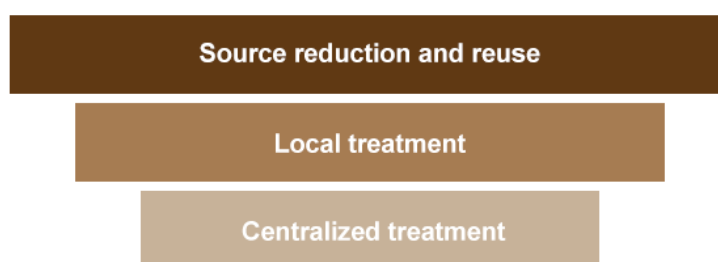 Source reduction and reuse
Local treatment
Centralized treatment